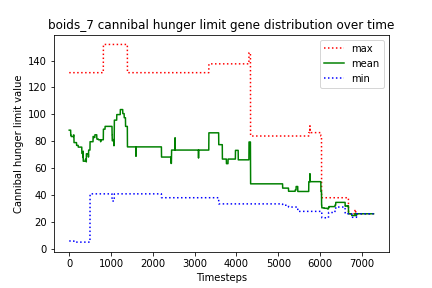 boids_7 cannibal hunger limit gene distribution over time
max
mean
min
Cannibal hunger limit value
140
120
100
80
60
40
20
0
0 1000 2000 3000 4000 5000 6000 7000
Timesteps